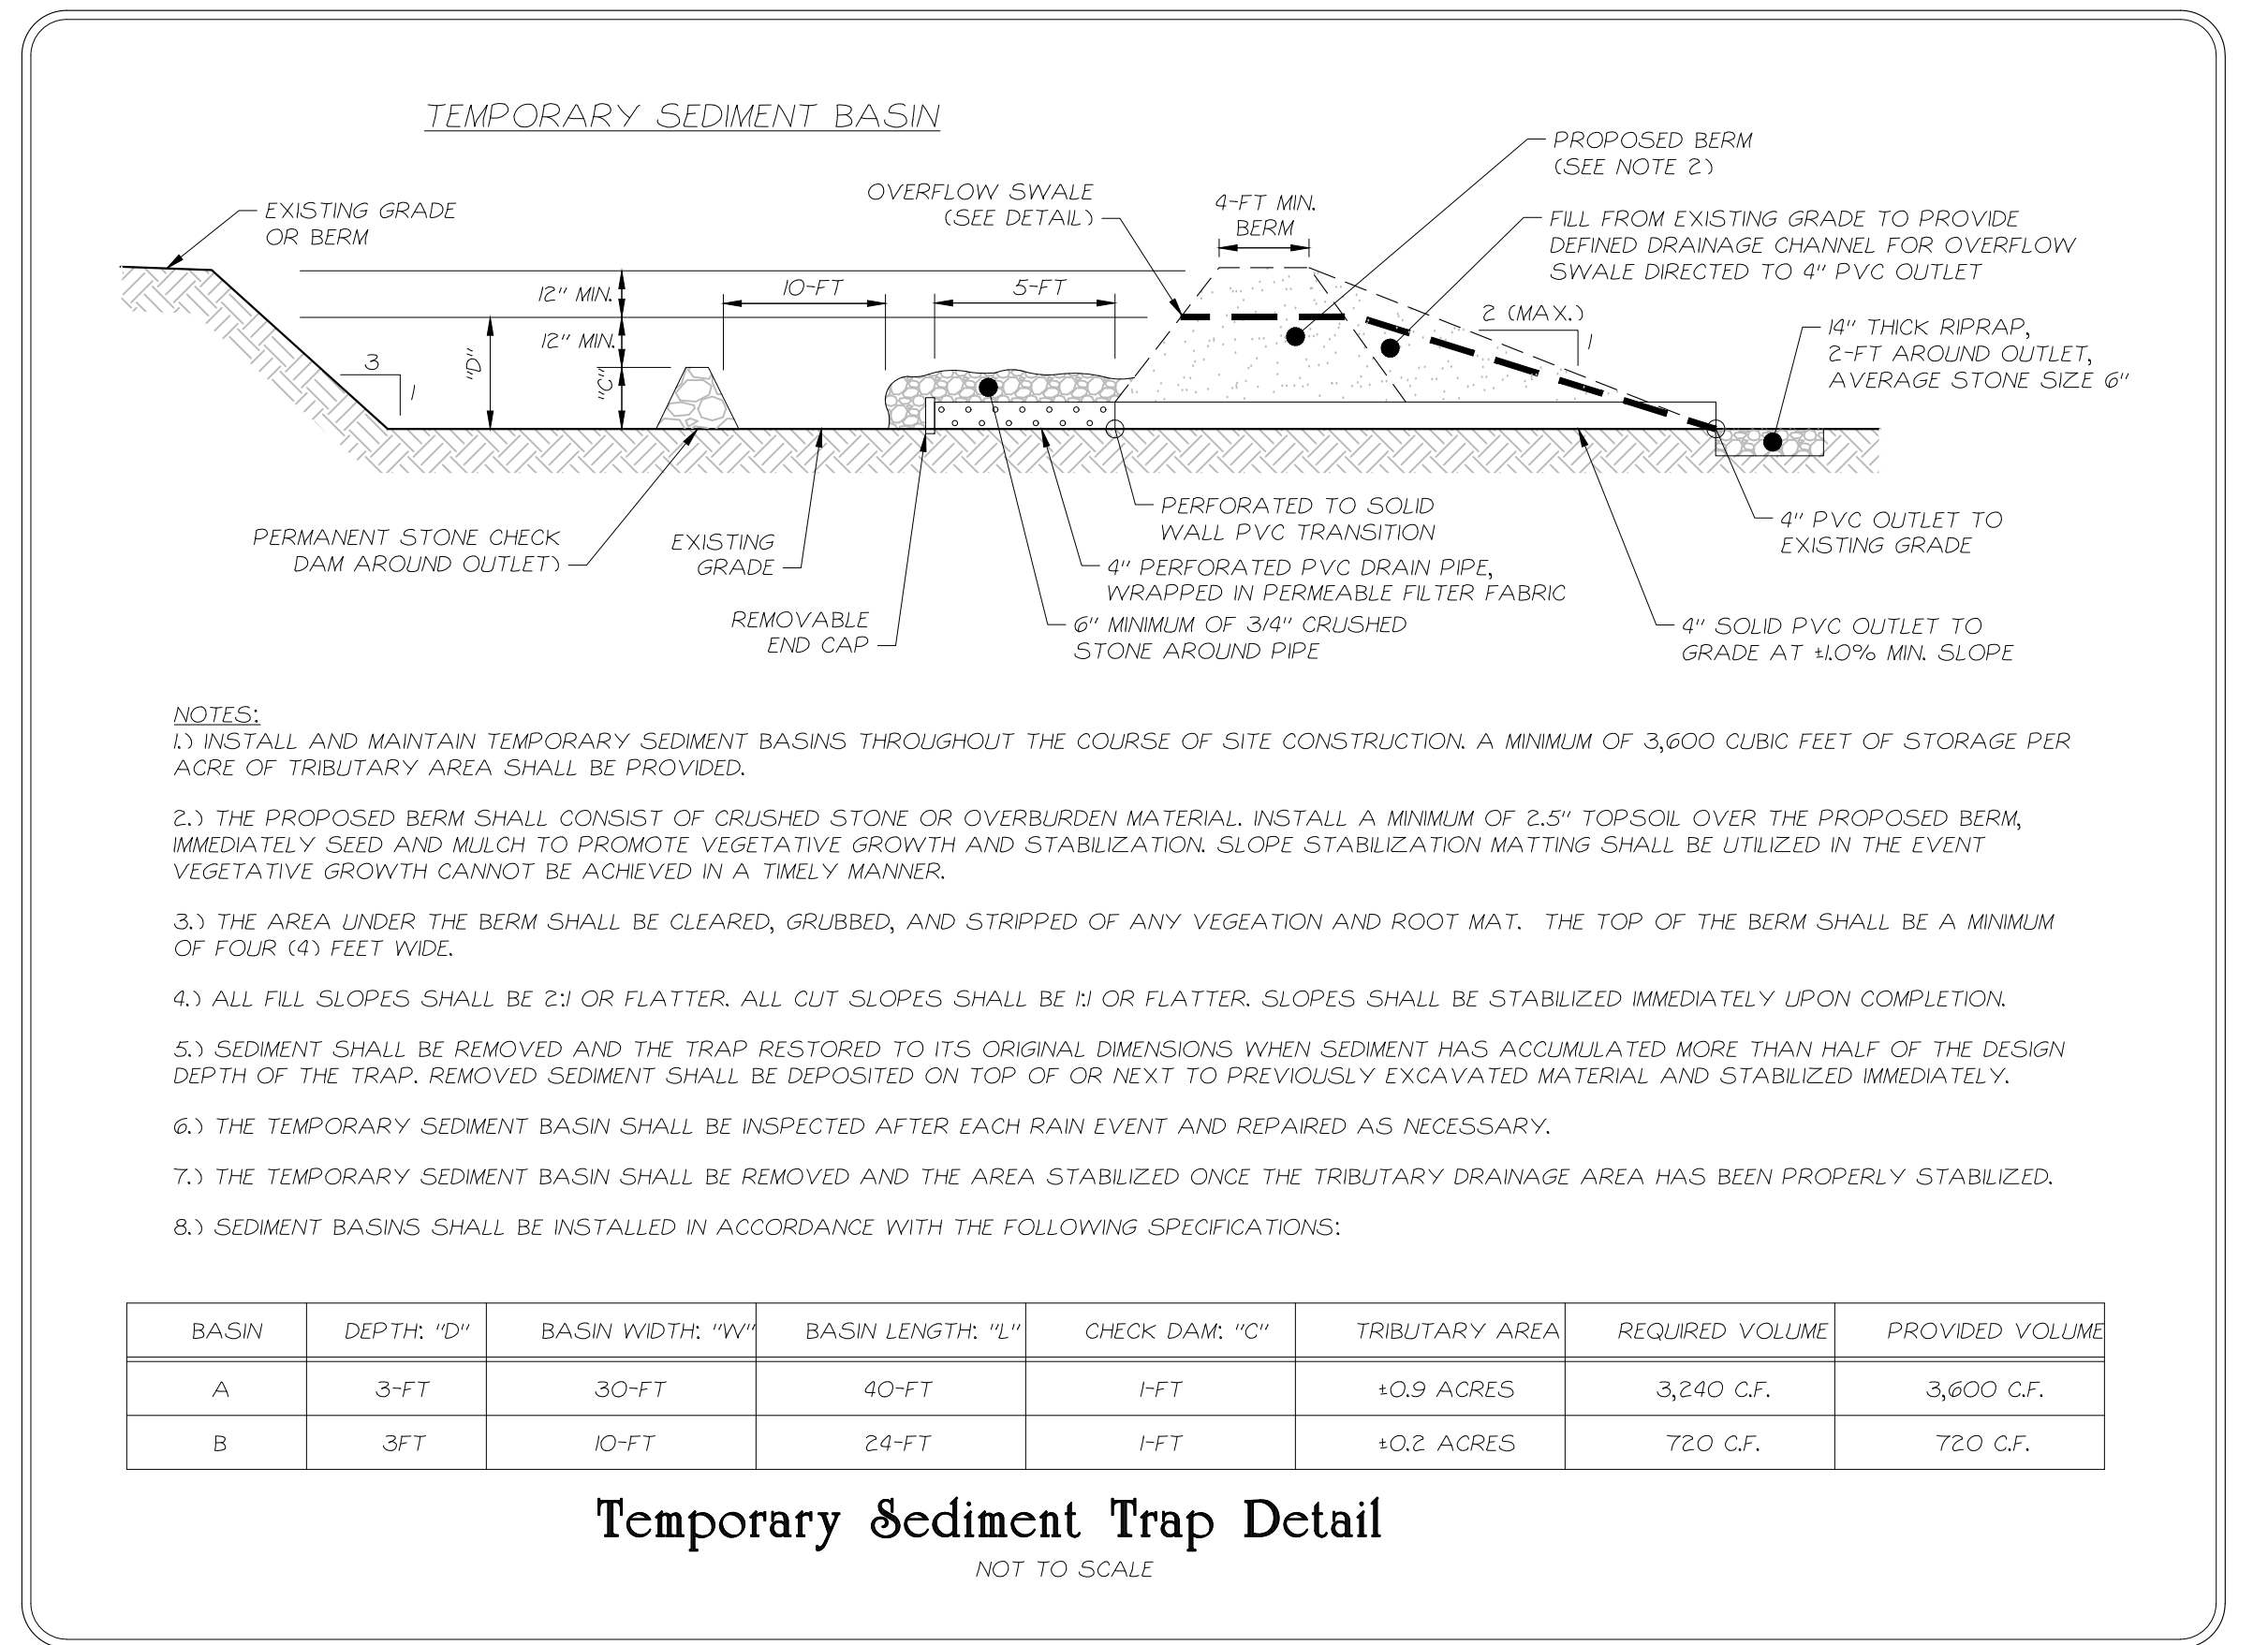 TEMPORARY SEDIMENT BASIN
PROPOSED BERM
(SEE NOTE 2)
OVERFLOW SWALE
(SEE DETAIL)
4-FT MIN.
BERM
EXISTING GRADE
OR BERM
FILL FROM EXISTING GRADE TO PROVIDE
DEFINED DRAINAGE CHANNEL FOR OVERFLOW
SWALE DIRECTED TO 4" PVC OUTLET
12" MIN.
10-FT
5-FT
12" MIN.
2 (MAX.)
1
14" THICK RIPRAP,
2-FT AROUND OUTLET,
AVERAGE STONE SIZE 6"
3
1
"D"
"C"
PERMANENT STONE CHECK
DAM AROUND OUTLET)
EXISTING
GRADE
REMOVABLE
END CAP
PERFORATED TO SOLID
WALL PVC TRANSITION
4" PERFORATED PVC DRAIN PIPE,
WRAPPED IN PERMEABLE FILTER FABRIC
6" MINIMUM OF 3/4" CRUSHED
STONE AROUND PIPE
4" PVC OUTLET TO
EXISTING GRADE
4" SOLID PVC OUTLET TO
GRADE AT ±1.0% MIN. SLOPE
NOTES:
1.) INSTALL AND MAINTAIN TEMPORARY SEDIMENT BASINS THROUGHOUT THE COURSE OF SITE CONSTRUCTION. A MINIMUM OF 3,600 CUBIC FEET OF STORAGE PER
ACRE OF TRIBUTARY AREA SHALL BE PROVIDED.
2.) THE PROPOSED BERM SHALL CONSIST OF CRUSHED STONE OR OVERBURDEN MATERIAL. INSTALL A MINIMUM OF 2.5" TOPSOIL OVER THE PROPOSED BERM,
IMMEDIATELY SEED AND MULCH TO PROMOTE VEGETATIVE GROWTH AND STABILIZATION. SLOPE STABILIZATION MATTING SHALL BE UTILIZED IN THE EVENT
VEGETATIVE GROWTH CANNOT BE ACHIEVED IN A TIMELY MANNER.
3.) THE AREA UNDER THE BERM SHALL BE CLEARED, GRUBBED, AND STRIPPED OF ANY VEGEATION AND ROOT MAT. THE TOP OF THE BERM SHALL BE A MINIMUM
OF FOUR (4) FEET WIDE.
4.) ALL FILL SLOPES SHALL BE 2:1 OR FLATTER. ALL CUT SLOPES SHALL BE 1:1 OR FLATTER. SLOPES SHALL BE STABILIZED IMMEDIATELY UPON COMPLETION.
5.) SEDIMENT SHALL BE REMOVED AND THE TRAP RESTORED TO ITS ORIGINAL DIMENSIONS WHEN SEDIMENT HAS ACCUMULATED MORE THAN HALF OF THE DESIGN
DEPTH OF THE TRAP. REMOVED SEDIMENT SHALL BE DEPOSITED ON TOP OF OR NEXT TO PREVIOUSLY EXCAVATED MATERIAL AND STABILIZED IMMEDIATELY.
6.) THE TEMPORARY SEDIMENT BASIN SHALL BE INSPECTED AFTER EACH RAIN EVENT AND REPAIRED AS NECESSARY.
7.) THE TEMPORARY SEDIMENT BASIN SHALL BE REMOVED AND THE AREA STABILIZED ONCE THE TRIBUTARY DRAINAGE AREA HAS BEEN PROPERLY STABILIZED.
8.) SEDIMENT BASINS SHALL BE INSTALLED IN ACCORDANCE WITH THE FOLLOWING SPECIFICATIONS:
BASIN DEPTH: "D" BASIN WIDTH: "W" BASIN LENGTH: "L" CHECK DAM: "C" TRIBUTARY AREA REQUIRED VOLUME PROVIDED VOLUME
A 3-FT 30-FT 40-FT 1-FT ±0.9 ACRES 3,240 C.F. 3,600 C.F.
B 3FT 10-FT 24-FT 1-FT ±0.2 ACRES 720 C.F. 720 C.F.
Temporary Sediment Trap Detail
NOT TO SCALE